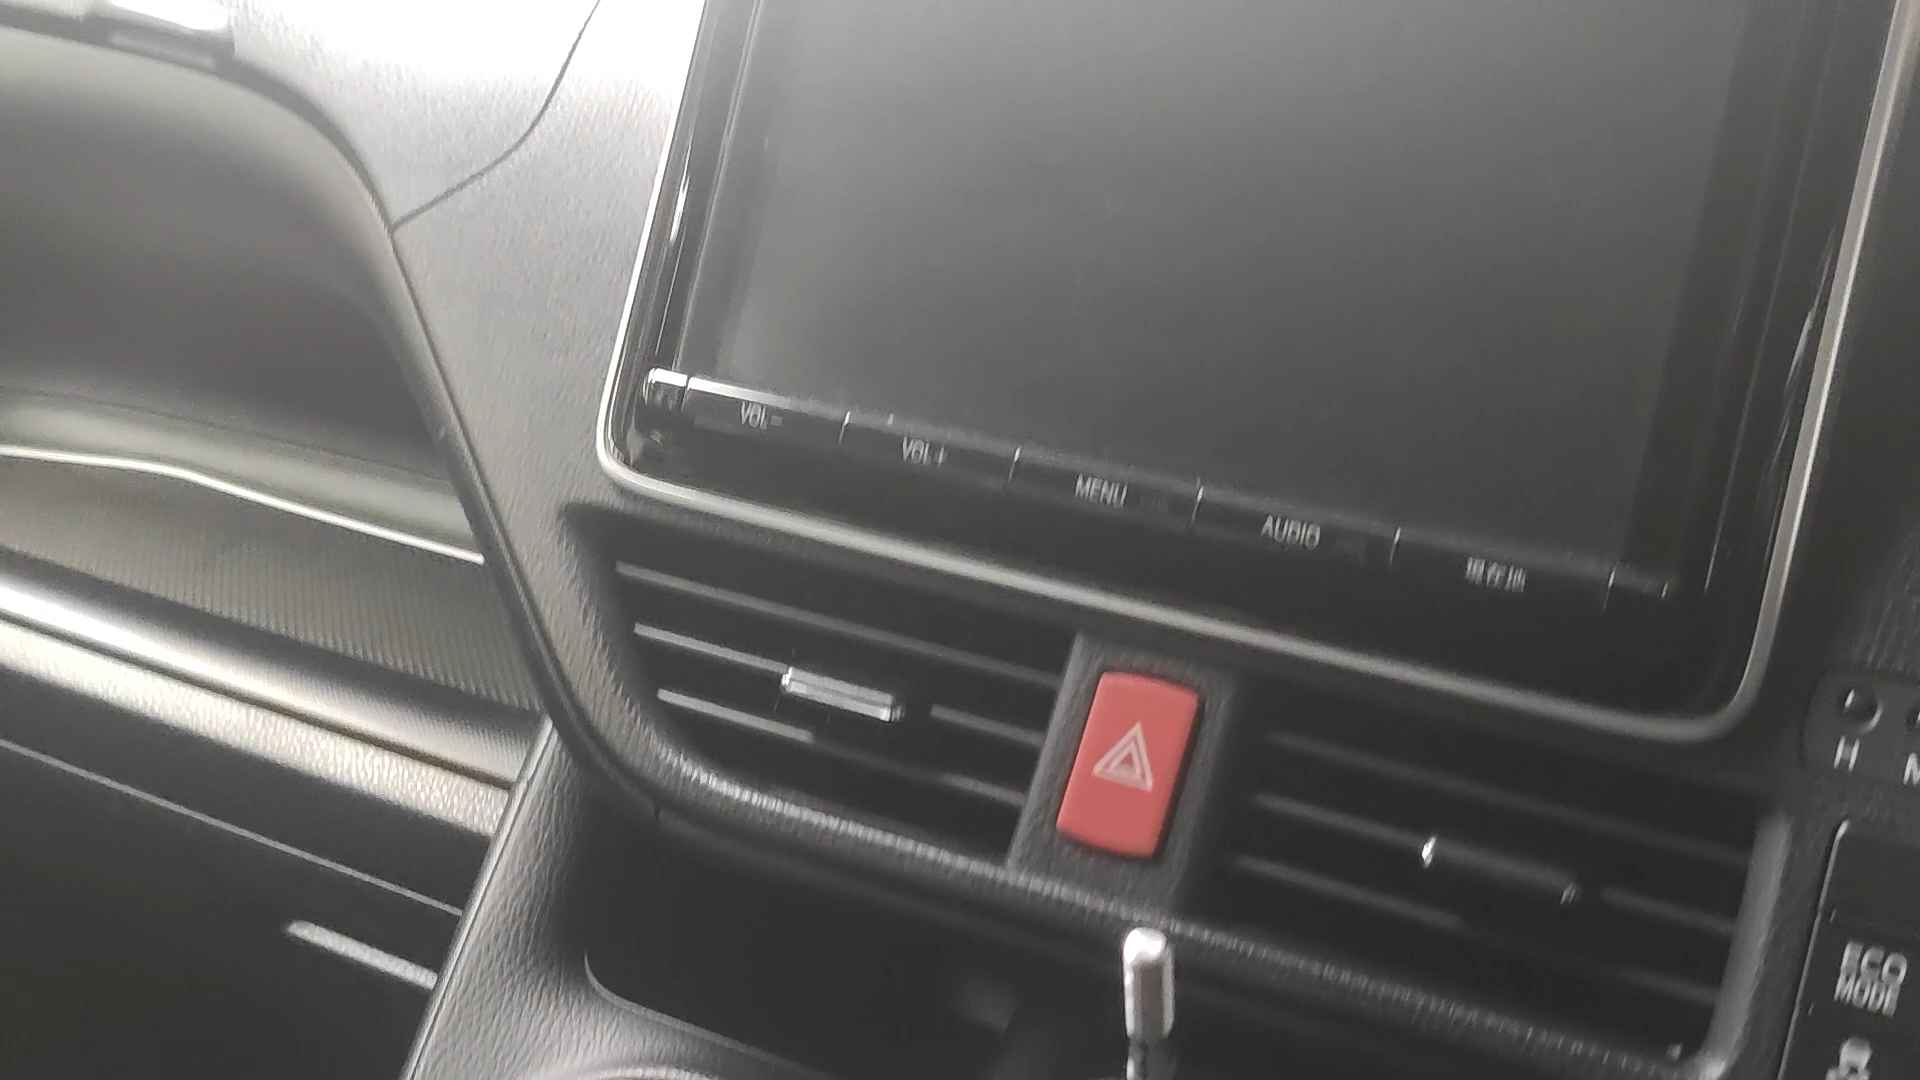 VOL-
VOL+
MENU
AUDIO
現在地
H
ECO
MODE